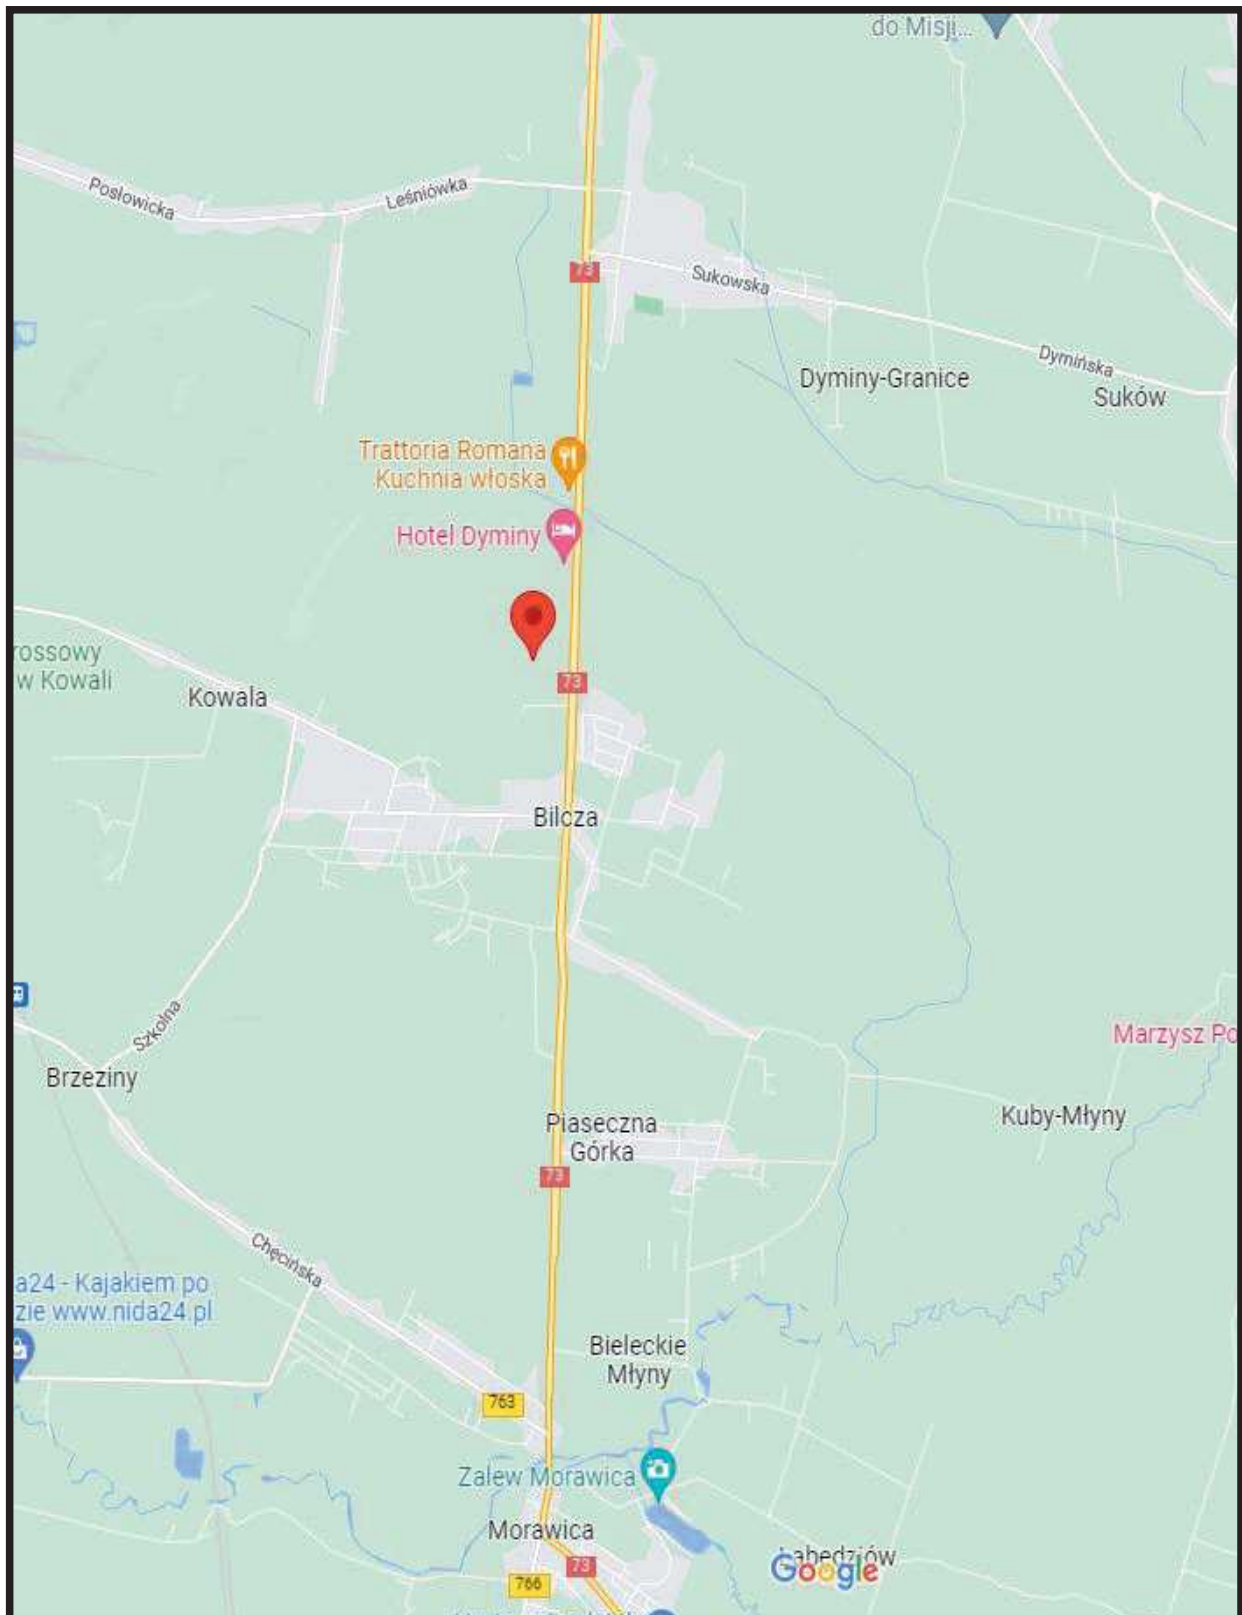 do Misji...
Posłowicka
Leśniówka
73
Sukowska
Dymińska
Dyminy-Granice
Suków
Trattoria Romana
Kuchnia włoska
Hotel Dyminy
rossowy
w Kowali
Kowala
73
Bilcza
Szkolna
Marzysz Po
Brzeziny
Kuby-Młyny
Piaseczna
Górka
73
Chęcińska
a24 - Kajakiem po
zie www.nida24.pl
Bieleckie
Młyny
763
Zalew Morawica
Morawica
Łabędziów
Google
73
766